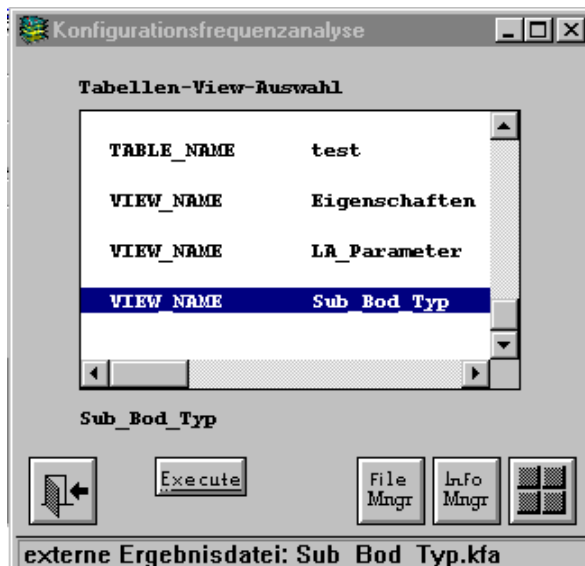 Konfigurationsfrequenzanalyse
Tabellen-View-Auswahl
TABLE_NAME test
VIEW_NAME Eigenschaften
VIEW_NAME LA_Parameter
VIEW_NAME Sub_Bod_Typ
Sub_Bod_Typ
Execute
File
Mngr
Info
Mngr
externe Ergebnisdatei: Sub_Bod_Typ.kfa